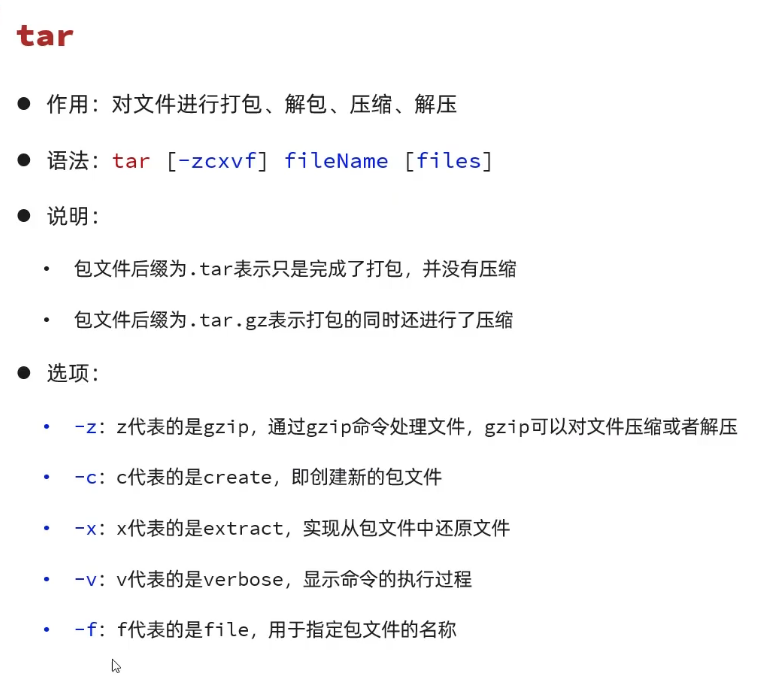 tar
● 作用：对文件进行打包、解包、压缩、解压
● 语法：tar [-zcxvf] fileName [files]
● 说明：
• 包文件后缀为.tar表示只是完成了打包，并没有压缩
• 包文件后缀为.tar.gz表示打包的同时还进行了压缩
● 选项：
• -z：z代表的是gzip，通过gzip命令处理文件，gzip可以对文件压缩或者解压
• -c：c代表的是create，即创建新的包文件
• -x：x代表的是extract，实现从包文件中还原文件
• -v：v代表的是verbose，显示命令的执行过程
• -f：f代表的是file，用于指定包文件的名称